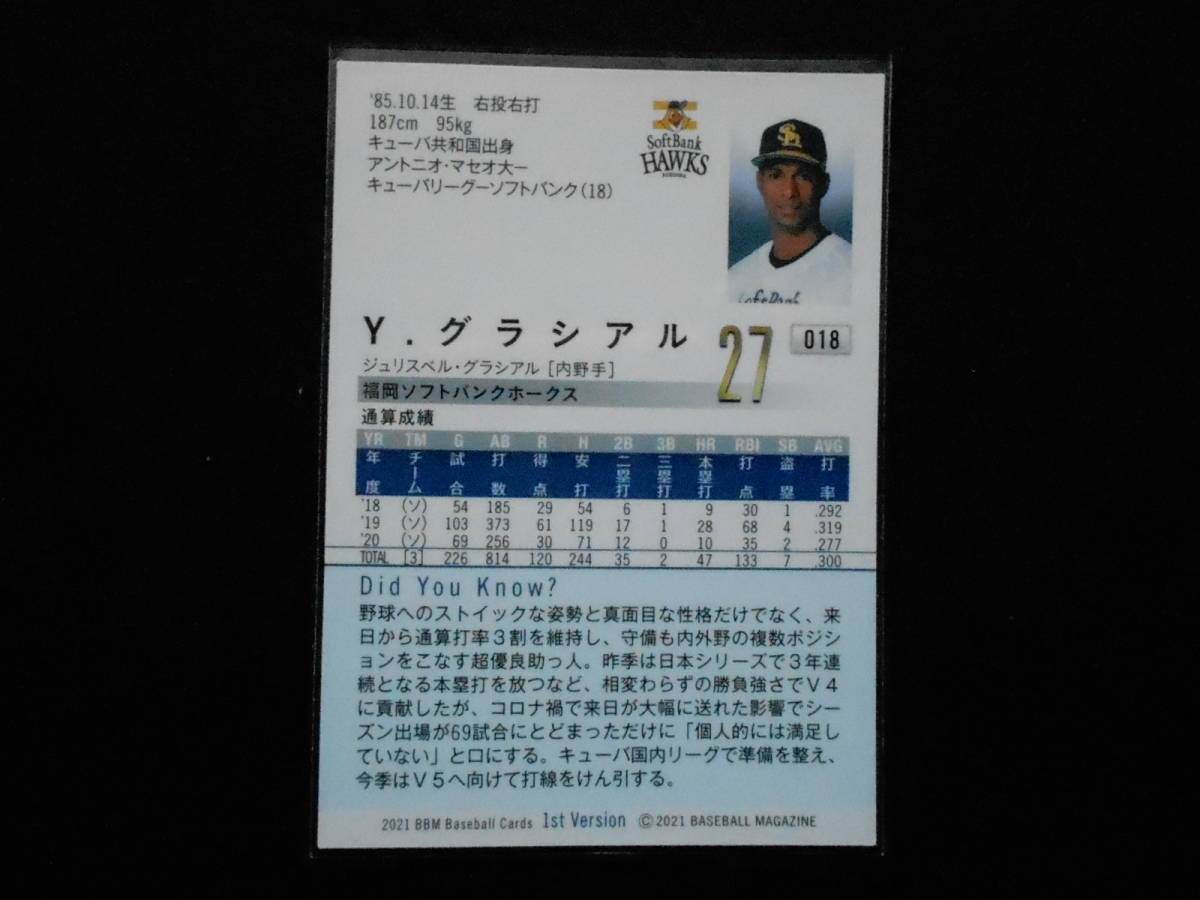 '85.10.14生　右投右打
187cm　95kg
キューバ共和国出身
アントニオ・マセオ大ー
キューバリーグーソフトバンク(18)
SoftBank
HAWKS
Y.グラシアル
27
018
ジュリスベル・グラシアル [内野手]
福岡ソフトバンクホークス
通算成績
YR TM G AB R H 2B 3B HR RBI SB AVG
年度 チーム 試合 打数 得点 安打 二塁打 三塁打 本塁打 打点 盗塁 打率
'18 (ソ) 54 185 29 54 6 1 9 30 1 .292
'19 (ソ) 103 373 61 119 17 1 28 68 4 .319
'20 (ソ) 69 256 30 71 12 0 10 35 2 .277
TOTAL [3] 226 814 120 244 35 2 47 133 7 .300
Did You Know?
野球へのストイックな姿勢と真面目な性格だけでなく、来
日から通算打率３割を維持し、守備も内外野の複数ポジシ
ョンをこなす超優良助っ人。昨季は日本シリーズで３年連
続となる本塁打を放つなど、相変わらずの勝負強さでＶ４
に貢献したが、コロナ禍で来日が大幅に送れた影響でシー
ズン出場が69試合にとどまっただけに「個人的には満足し
ていない」と口にする。キューバ国内リーグで準備を整え、
今季はＶ５へ向けて打線をけん引する。
2021 BBM Baseball Cards 1st Version ©2021 BASEBALL MAGAZINE